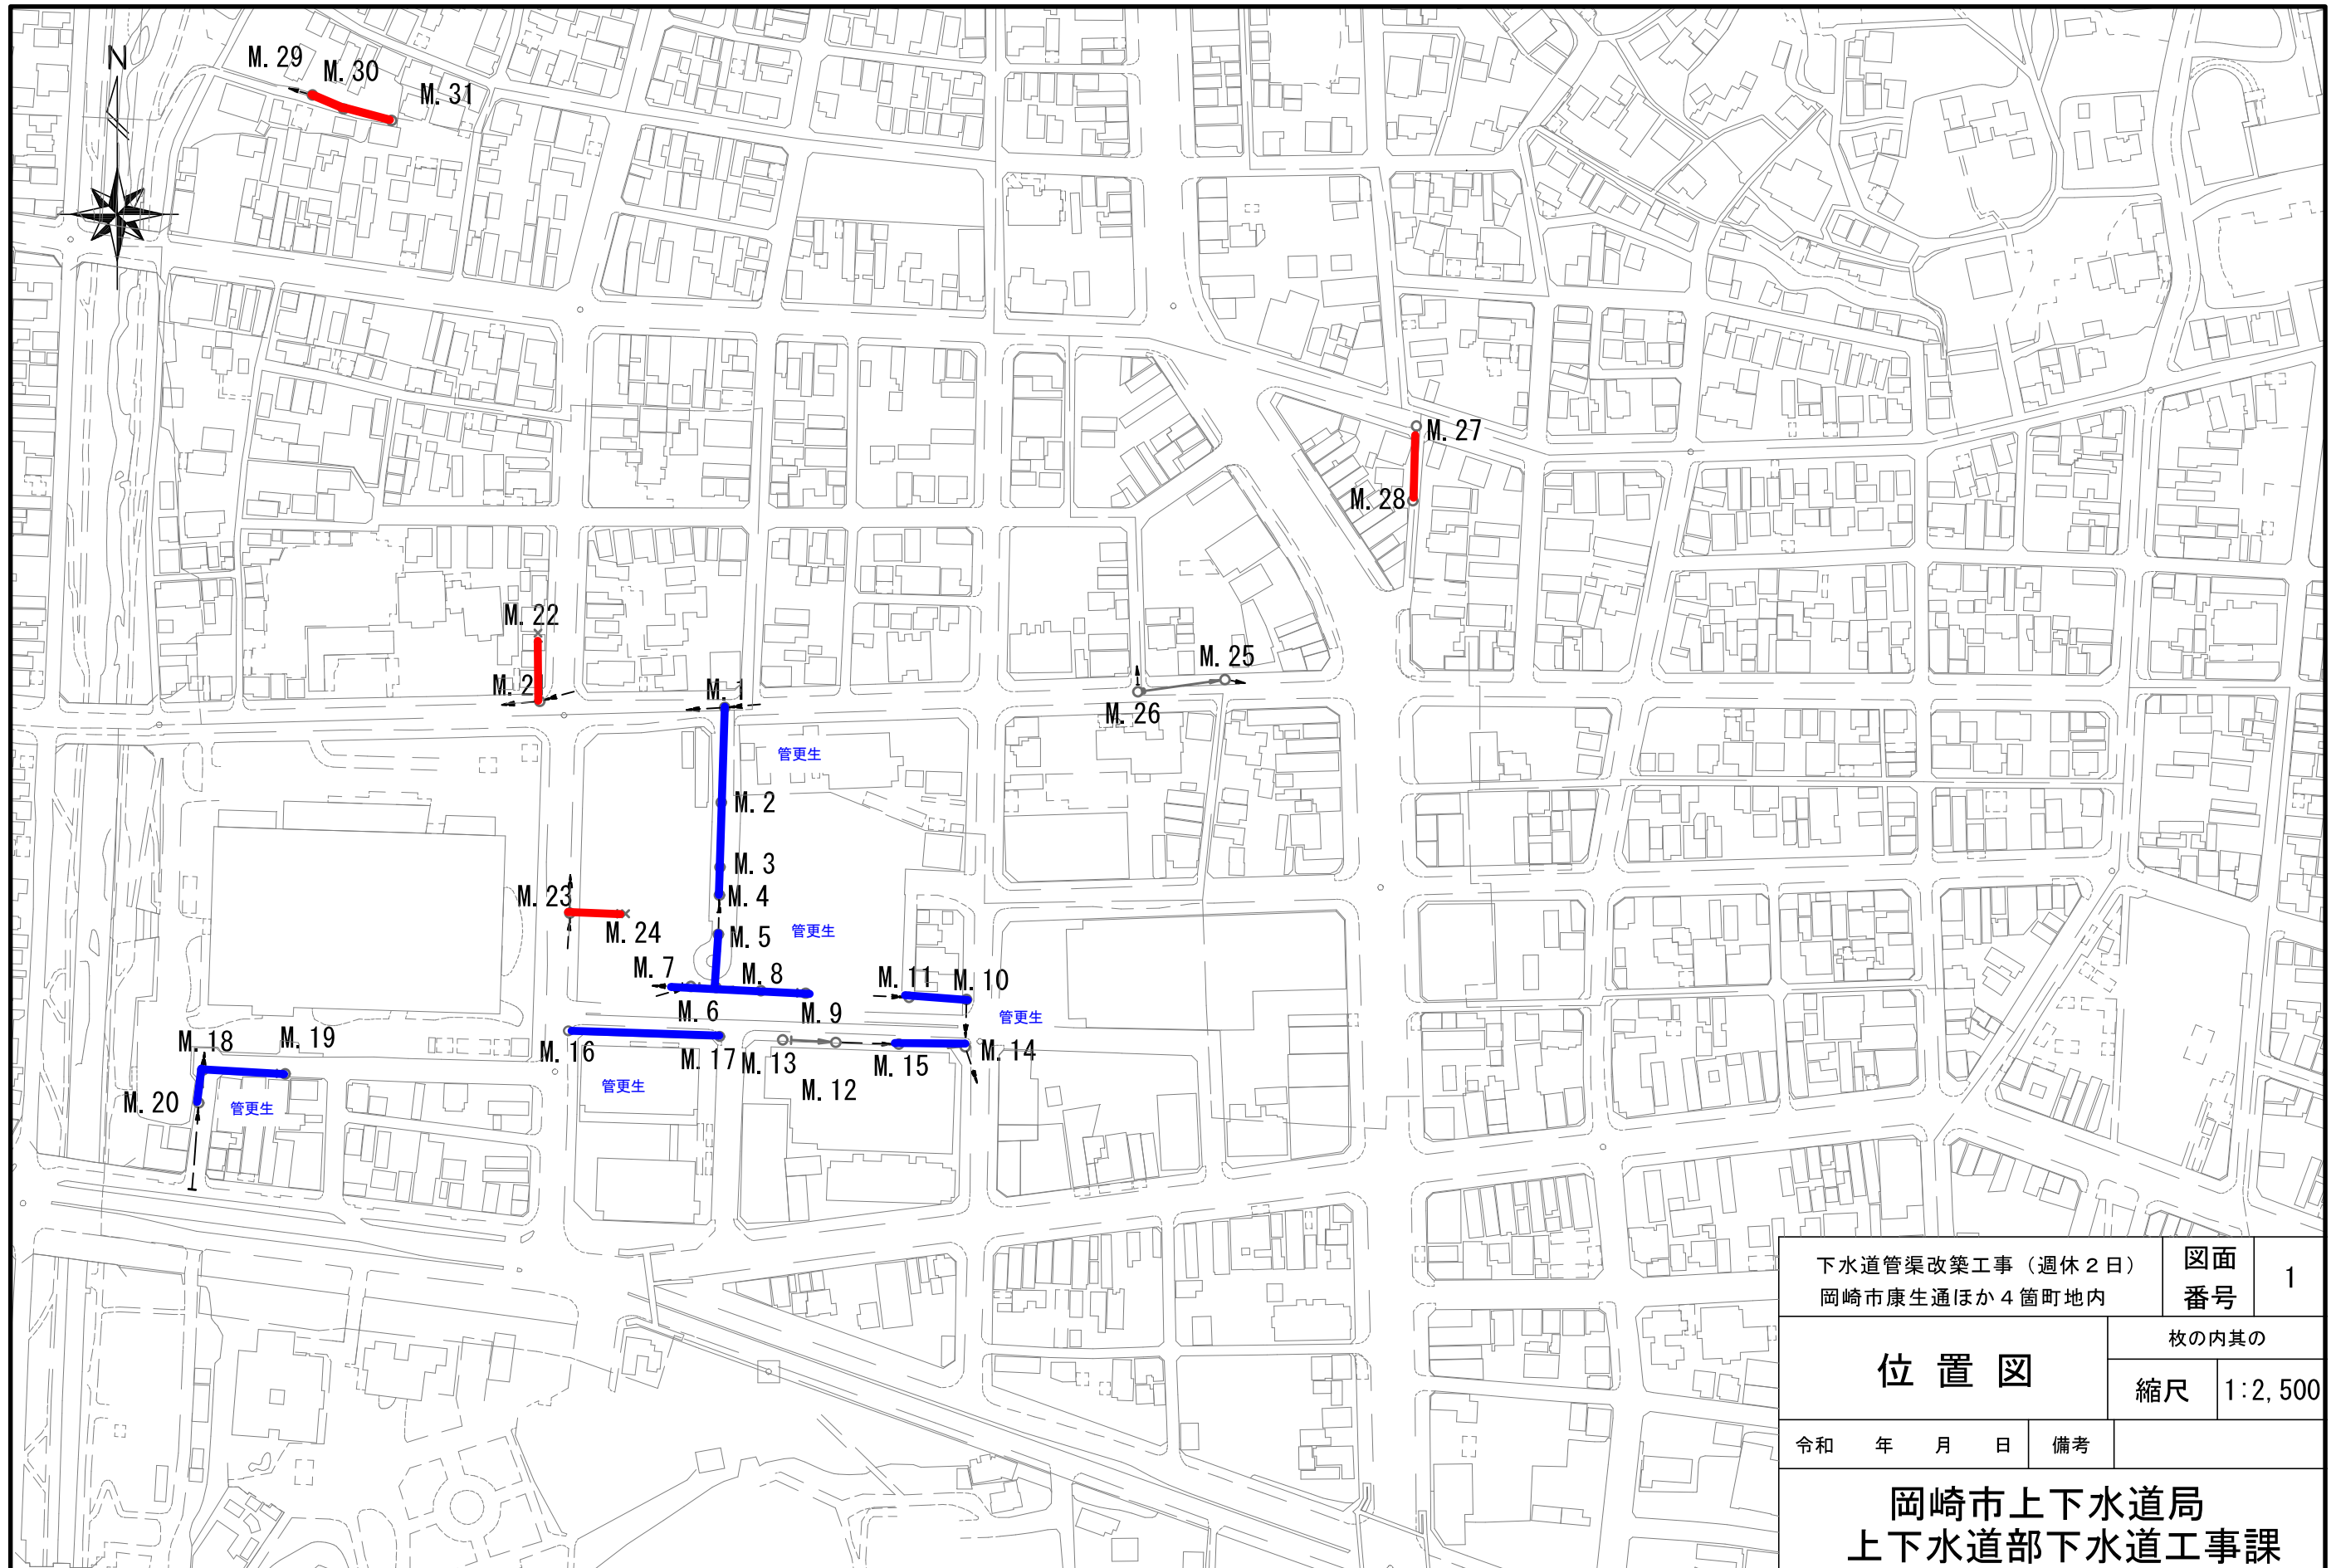 N
M. 29
M. 30
M. 31
M. 27
M. 28
M. 22
M. 21
M. 1
M. 25
M. 26
管更生
M. 2
M. 3
M. 4
M. 23
M. 24
M. 5
管更生
M. 7
M. 8
M. 11
M. 10
M. 6
M. 9
管更生
M. 18
M. 19
M. 16
M. 17
M. 13
M. 15
M. 14
M. 20
管更生
管更生
M. 12
下水道管渠改築工事（週休２日）
岡崎市康生通ほか４箇町地内
図面
番号
1
位置図
枚の内其の
縮尺
1:2,500
令和 年 月 日
備考
岡崎市上下水道局
上下水道部下水道工事課